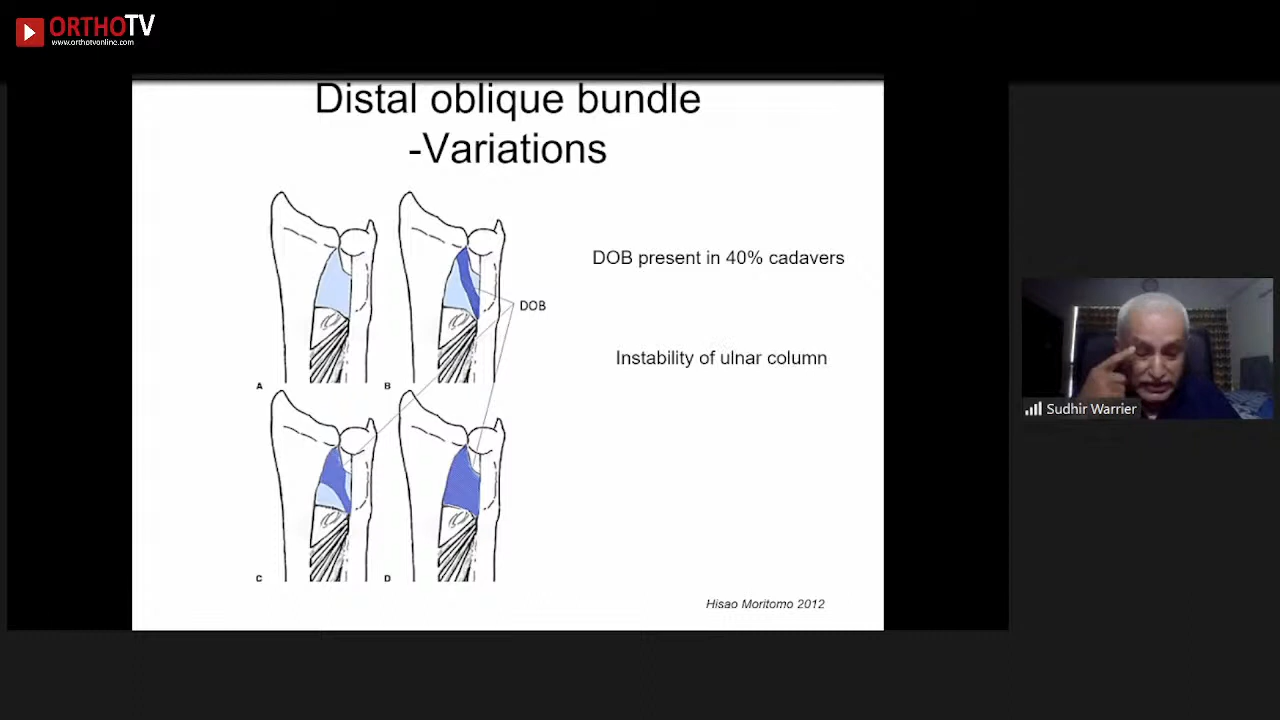 ORTHOTV
www.orthotvonline.com
Distal oblique bundle
-Variations
DOB present in 40% cadavers
DOB
Instability of ulnar column
A
B
C
D
Hisao Moritomo 2012
Sudhir Warrier